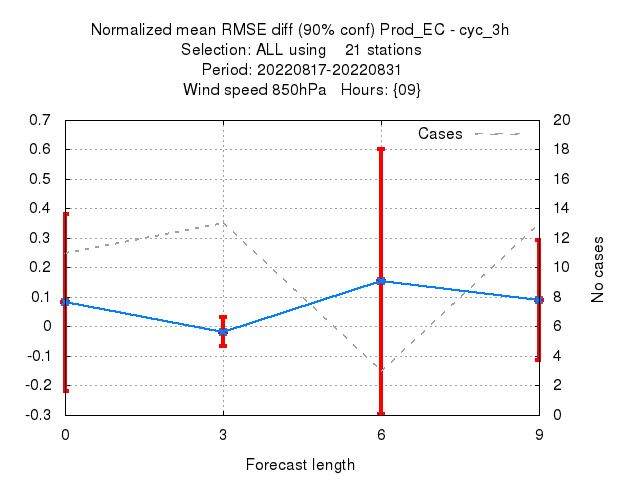 Normalized mean RMSE diff (90% conf) Prod_EC - cyc_3h
Selection: ALL using    21 stations
Period: 20220817-20220831
Wind speed 850hPa   Hours: {09}
Cases
0.7
0.6
0.5
0.4
0.3
0.2
0.1
0
-0.1
-0.2
-0.3
20
18
16
14
12
10
8
6
4
2
0
No cases
0 3 6 9
Forecast length